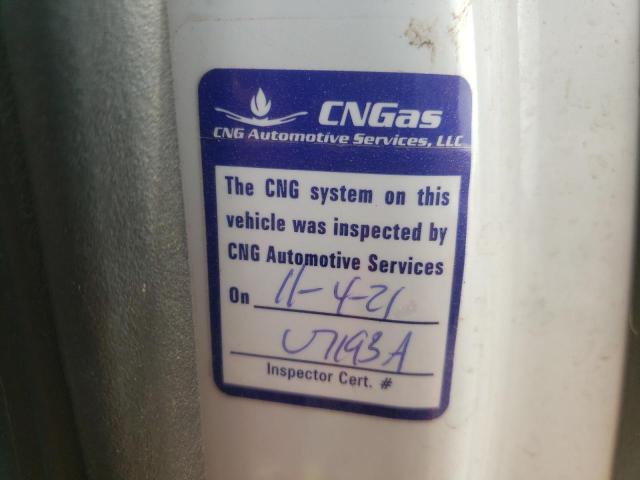 CNGas
CNG Automotive Services, LLC
The CNG system on this
vehicle was inspected by
CNG Automotive Services
On 11-4-21
U7193A
Inspector Cert. #